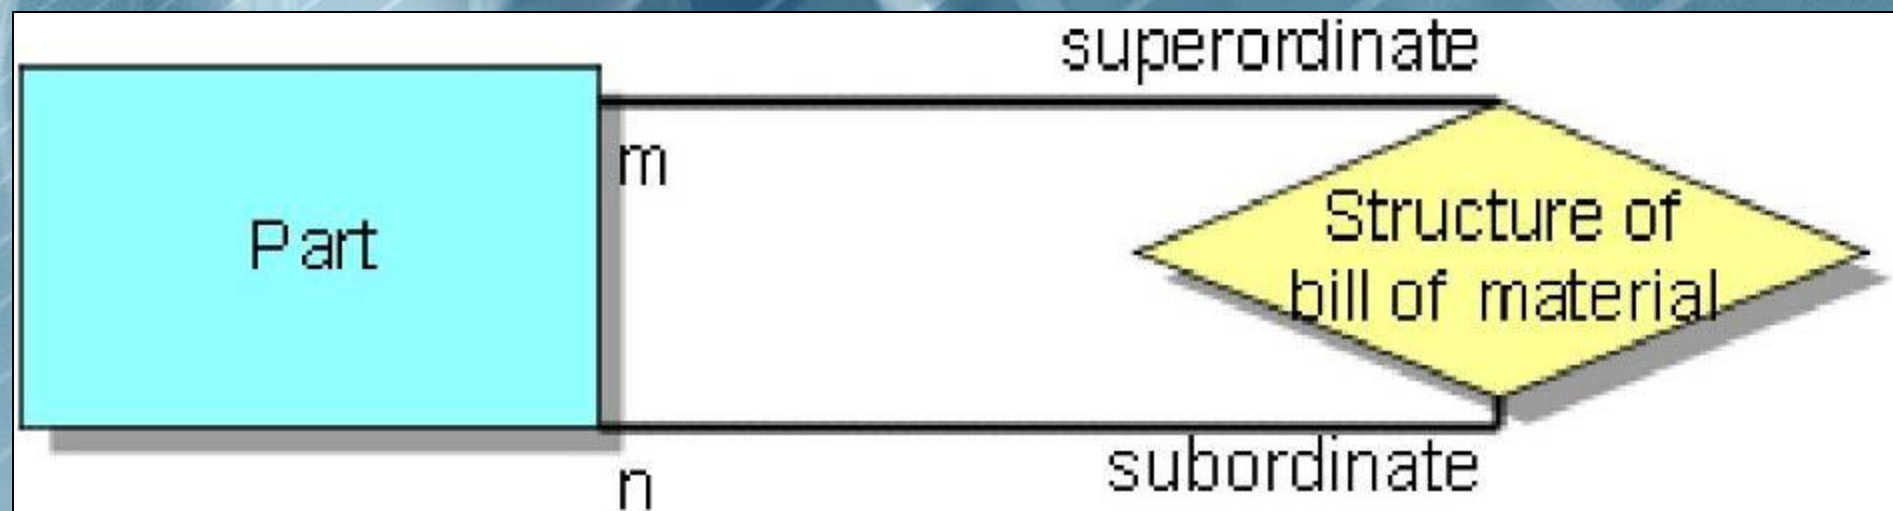 superordinate
m
Part
Structure of
bill of material
subordinate
n